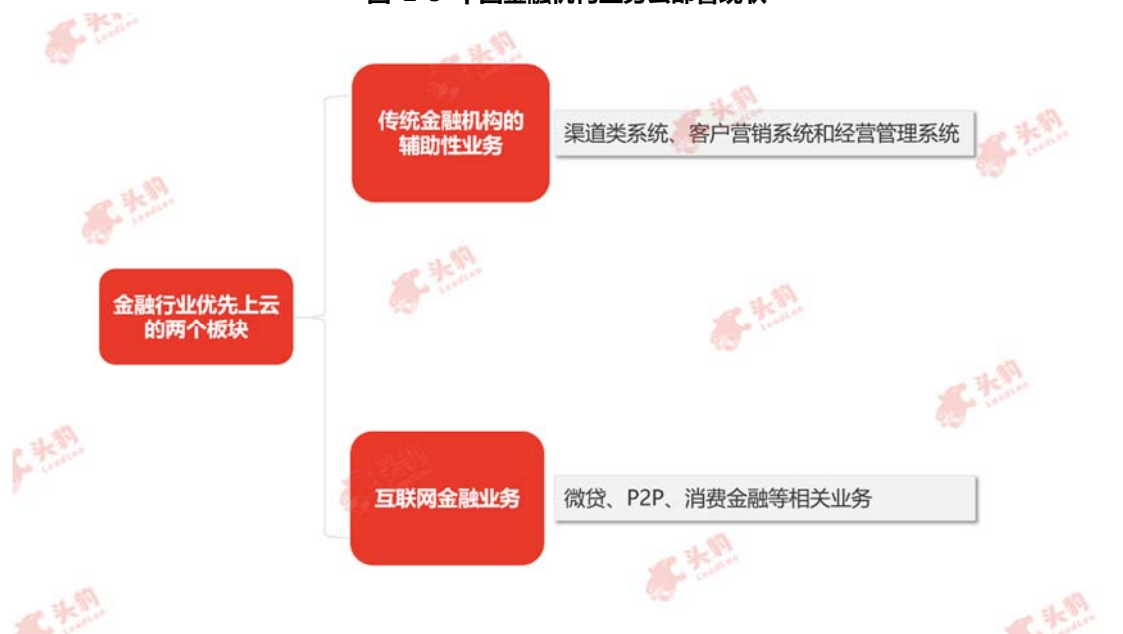 传统金融机构的
辅助性业务
渠道类系统、客户营销系统和经营管理系统
金融行业优先上云
的两个板块
互联网金融业务
微贷、P2P、消费金融等相关业务
头豹
LeadLeo